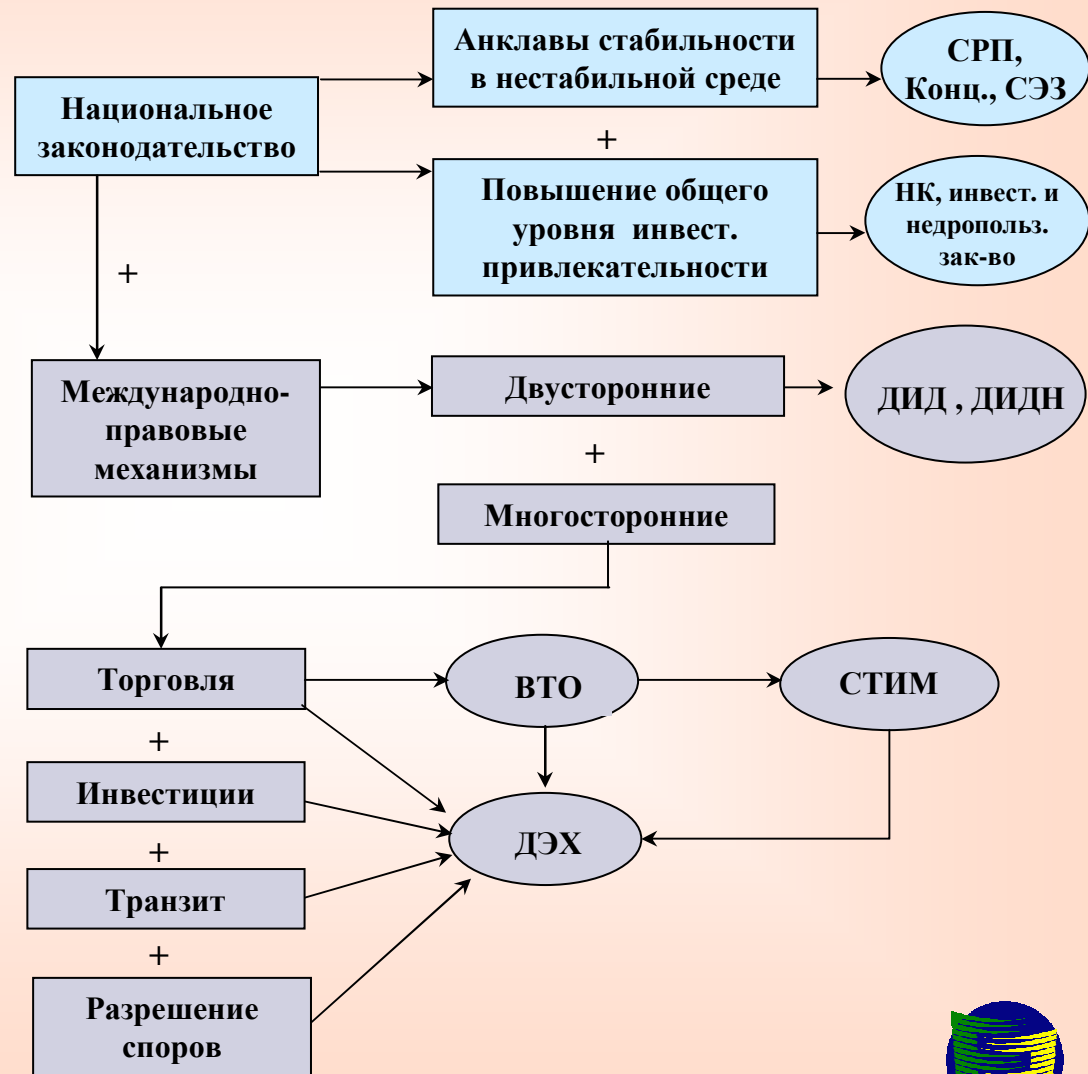 Анклавы стабильности
в нестабильной среде
СРП,
Конц., СЭЗ
Национальное
законодательство
+
Повышение общего
уровня инвест.
привлекательности
НК, инвест. и
недропольз.
зак-во
+
Международно-
правовые
механизмы
Двусторонние
ДИД , ДИДН
+
Многосторонние
Торговля
ВТО
СТИМ
+
Инвестиции
ДЭХ
+
Транзит
+
Разрешение
споров